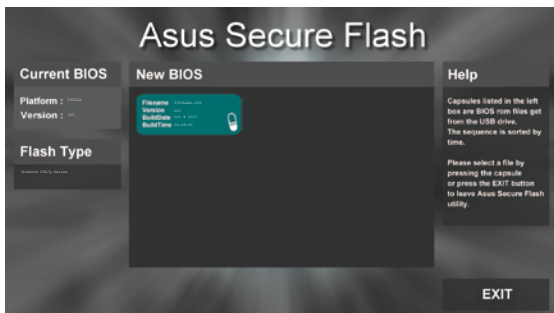 Asus Secure Flash
Current BIOS
Platform :
Version :
Flash Type
New BIOS
Filename
Version
BuildDate
BuildTime
Help
Capsules listed in the left
box are BIOS rom files get
from the USB drive.
The sequence is sorted by
time.
Please select a file by
pressing the capsule
or press the EXIT button
to leave Asus Secure Flash
utility.
EXIT